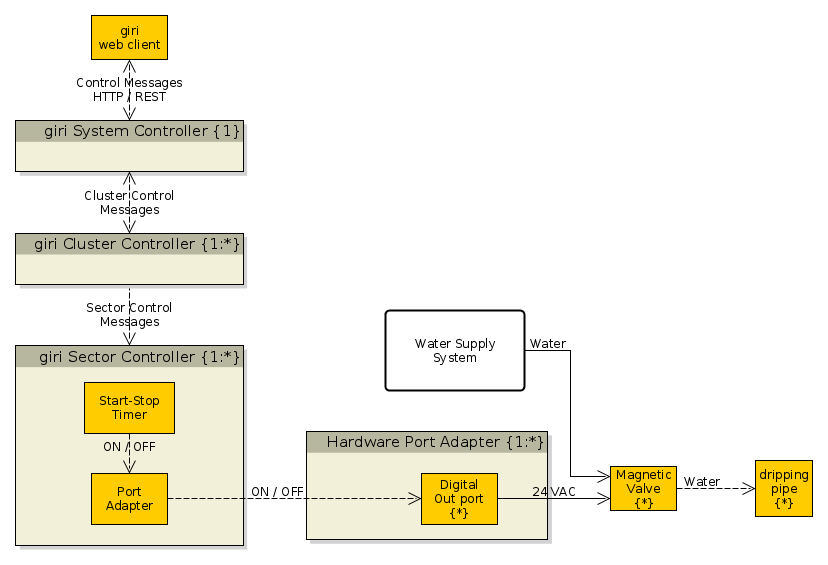 giri
web client
Control Messages
HTTP / REST
giri System Controller {1}
Cluster Control
Messages
giri Cluster Controller {1:*}
Sector Control
Messages
giri Sector Controller {1:*}
Start-Stop
Timer
ON / OFF
Port
Adapter
ON / OFF
Water Supply
System
Water
Hardware Port Adapter {1:*}
Digital
Out port
{*}
24 VAC
Magnetic
Valve
{*}
Water
dripping
pipe
{*}